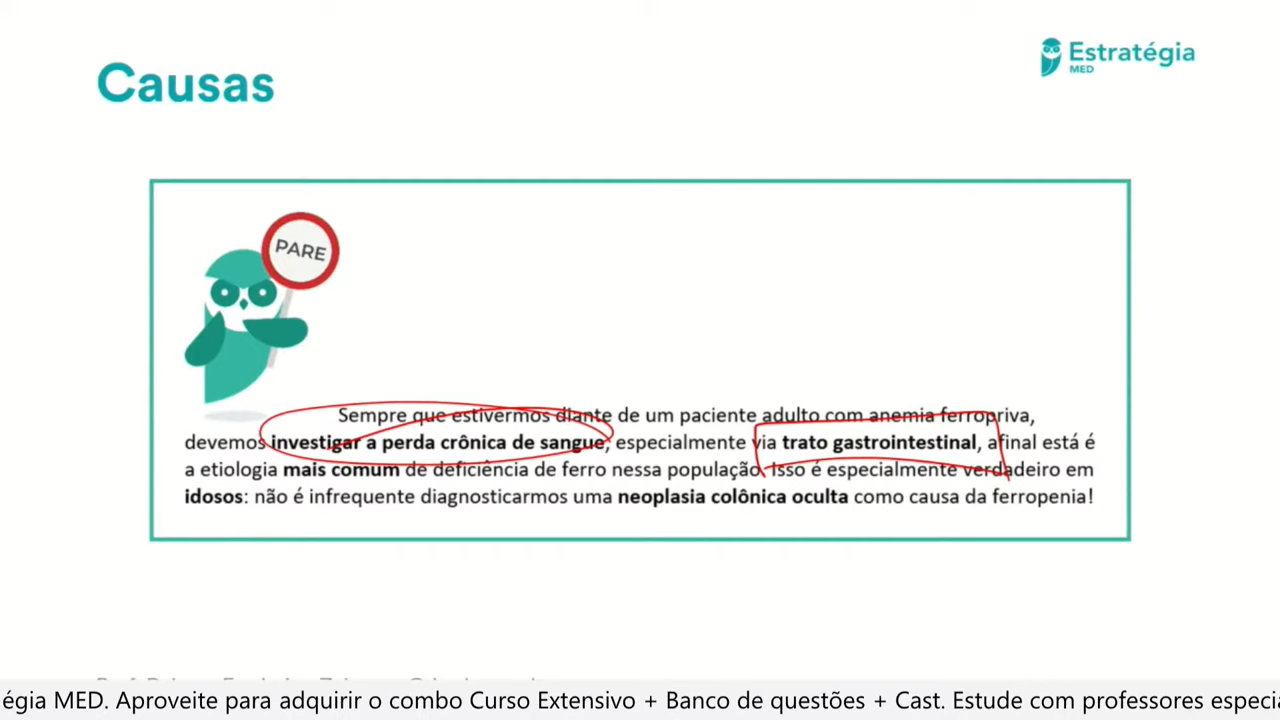 Causas
Estratégia
MED
PARE
Sempre que estivermos diante de um paciente adulto com anemia ferropriva,
devemos investigar a perda crônica de sangue, especialmente via trato gastrointestinal, afinal está é
a etiologia mais comum de deficiência de ferro nessa população. Isso é especialmente verdadeiro em
idosos: não é infrequente diagnosticarmos uma neoplasia colônica oculta como causa da ferropenia!
égia MED. Aproveite para adquirir o combo Curso Extensivo + Banco de questões + Cast. Estude com professores especia